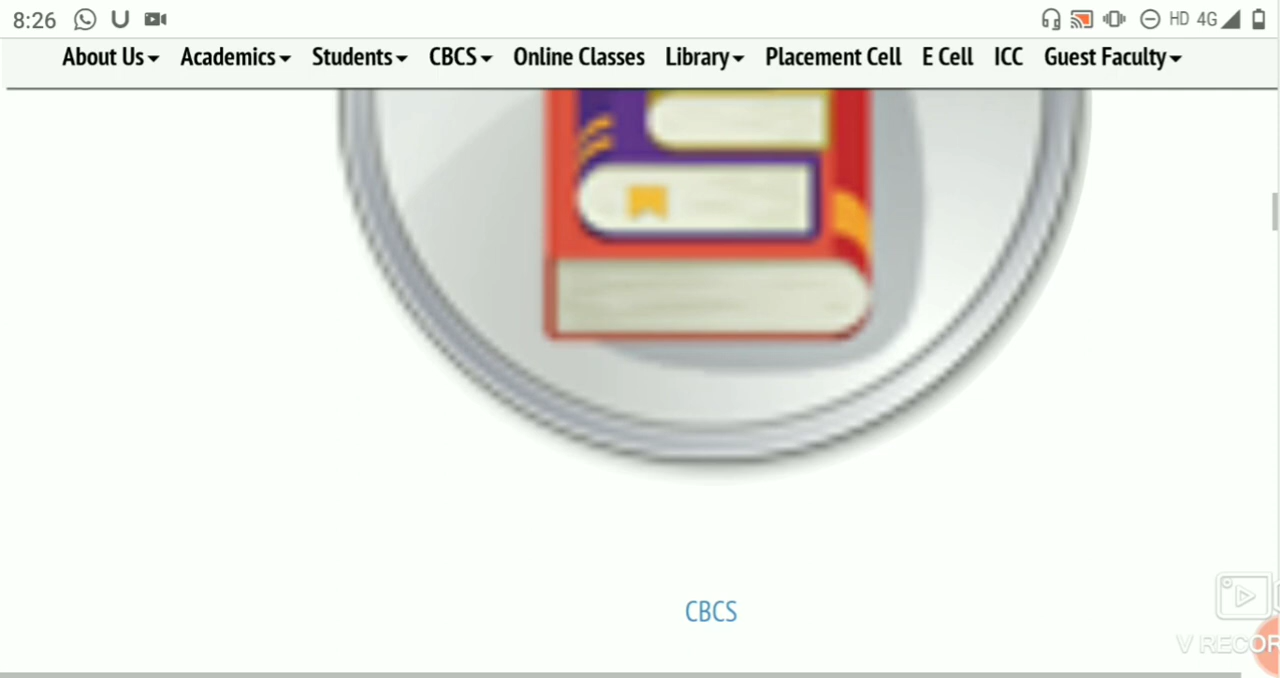 8:26 HD 4G
About Us Academics Students CBCS Online Classes Library Placement Cell E Cell ICC Guest Faculty
CBCS
V RECOR